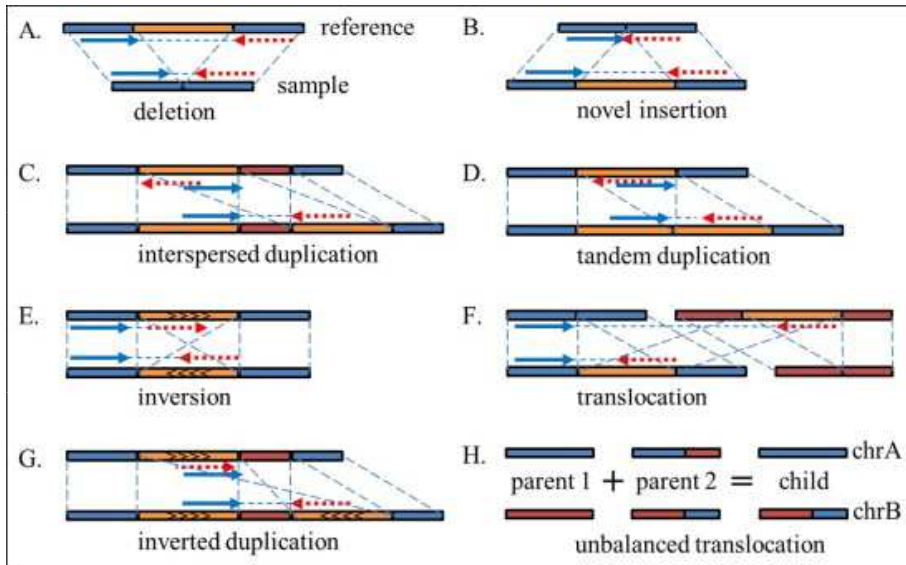 A.
reference
sample
deletion
B.
novel insertion
C.
interspersed duplication
D.
tandem duplication
E.
inversion
F.
translocation
G.
inverted duplication
H.
chrA
parent 1 + parent 2 = child
chrB
unbalanced translocation